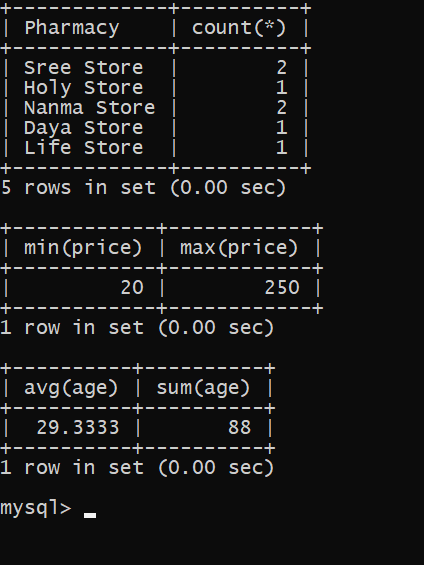 +-------------+----------+
| Pharmacy    | count(*) |
+-------------+----------+
| Sree Store  |        2 |
| Holy Store  |        1 |
| Nanma Store |        2 |
| Daya Store  |        1 |
| Life Store  |        1 |
+-------------+----------+
5 rows in set (0.00 sec)

+------------+------------+
| min(price) | max(price) |
+------------+------------+
|         20 |        250 |
+------------+------------+
1 row in set (0.00 sec)

+----------+----------+
| avg(age) | sum(age) |
+----------+----------+
|  29.3333 |       88 |
+----------+----------+
1 row in set (0.00 sec)

mysql> _